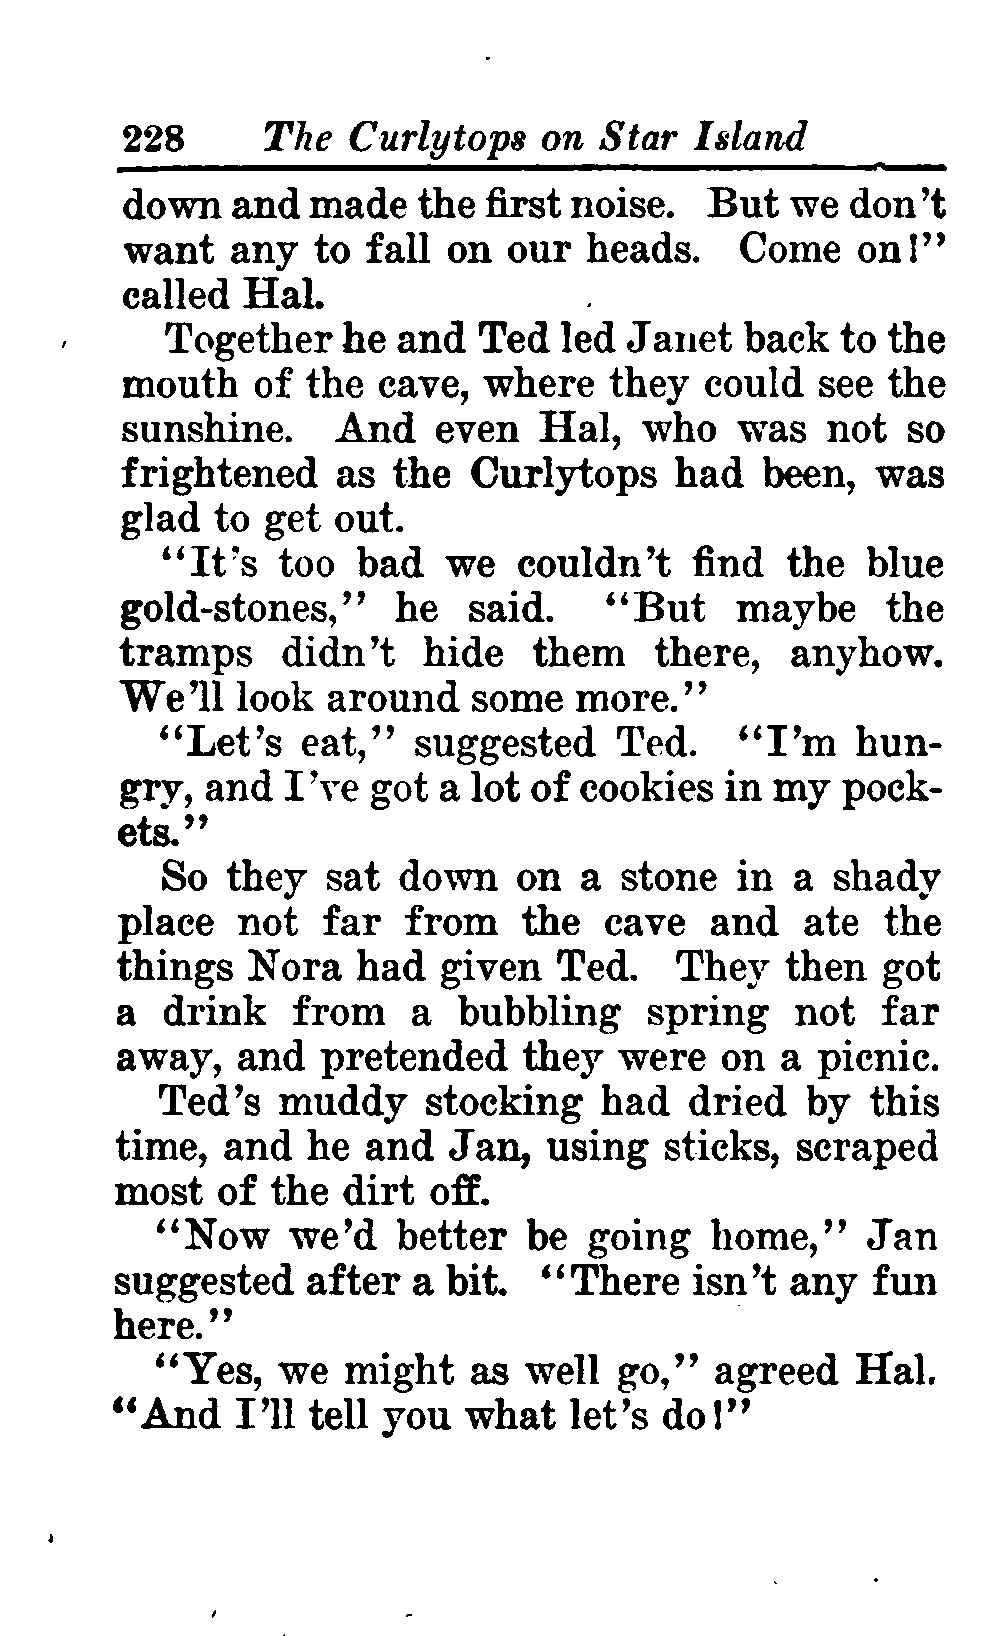 228 The Curlytops on Star Island
down and made the first noise. But we don't
want any to fall on our heads. Come on!"
called Hal.
Together he and Ted led Janet back to the
mouth of the cave, where they could see the
sunshine. And even Hal, who was not so
frightened as the Curlytops had been, was
glad to get out.
"It's too bad we couldn't find the blue
gold-stones," he said. "But maybe the
tramps didn't hide them there, anyhow.
We'll look around some more."
"Let's eat," suggested Ted. "I'm hun-
gry, and I've got a lot of cookies in my pock-
ets."
So they sat down on a stone in a shady
place not far from the cave and ate the
things Nora had given Ted. They then got
a drink from a bubbling spring not far
away, and pretended they were on a picnic.
Ted's muddy stocking had dried by this
time, and he and Jan, using sticks, scraped
most of the dirt off.
"Now we'd better be going home," Jan
suggested after a bit. "There isn't any fun
here."
"Yes, we might as well go," agreed Hal.
"And I'll tell you what let's do!"